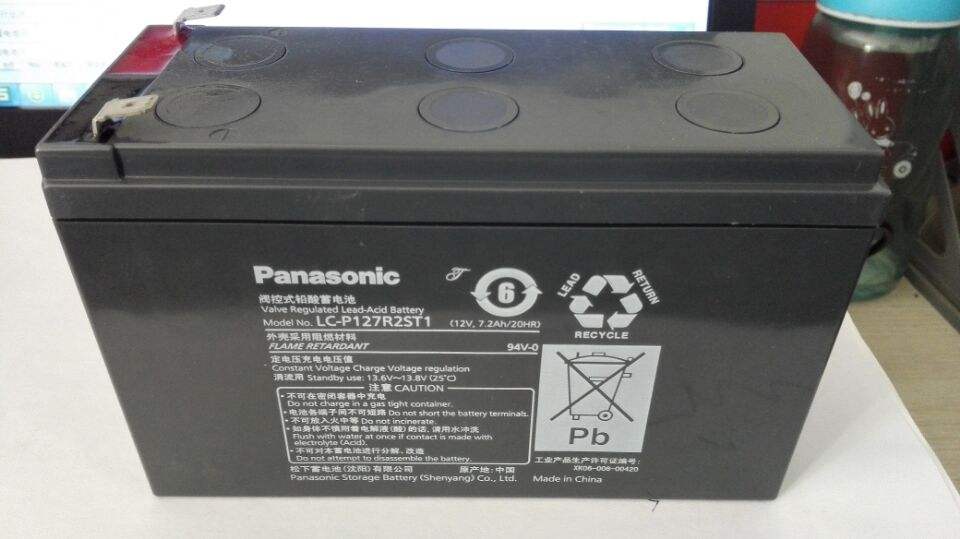 Panasonic
阀控式铅酸蓄电池
Valve Regulated Lead-Acid Battery
Model No. LC-P127R2ST1 (12V, 7.2Ah/20HR)
外壳采用阻燃材料
FLAME RETARDANT 94V-0
定电压充电电压值
Constant Voltage Charge Voltage regulation
涓流用 Standby use: 13.6V~13.8V (25℃)
注意 CAUTION
・不可在密闭容器中充电
Do not charge in a gas tight container.
・电池各端子间不可短路 Do not short the battery terminals.
・不可放入火中等 Do not incinerate.
・如身体不慎附着电解液(酸)的话, 请用水冲洗
Flush with water at once if contact is made with
electrolyte (Acid).
・不可对本蓄电池进行分解、改造
Do not attempt to disassemble the battery.
松下蓄电池(沈阳)有限公司 原产地: 中国
Panasonic Storage Battery (Shenyang) Co., Ltd. Made in China
6
LEAD
RETURN
RECYCLE
Pb
工业产品生产许可证编号:
XK06-006-00420